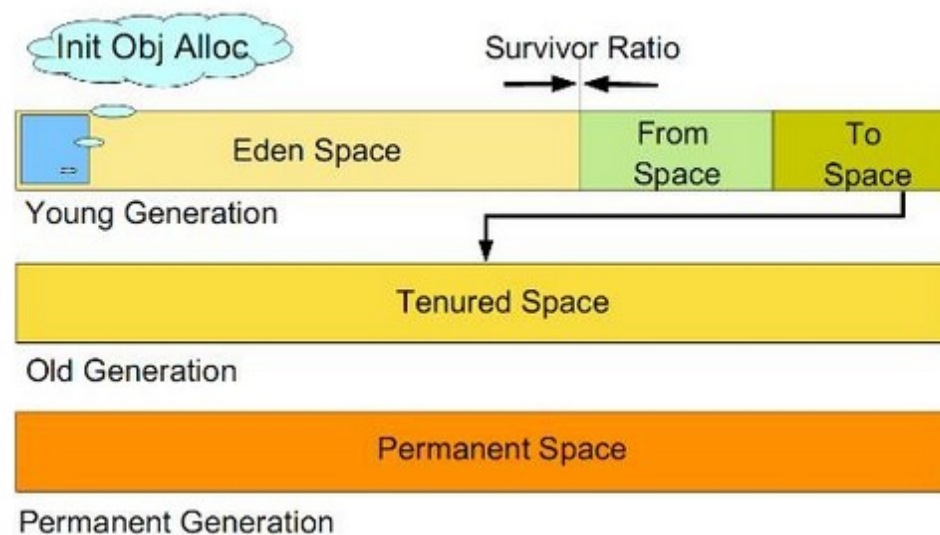 Init Obj Alloc
Survivor Ratio
Eden Space
From
Space
To
Space
Young Generation
Tenured Space
Old Generation
Permanent Space
Permanent Generation